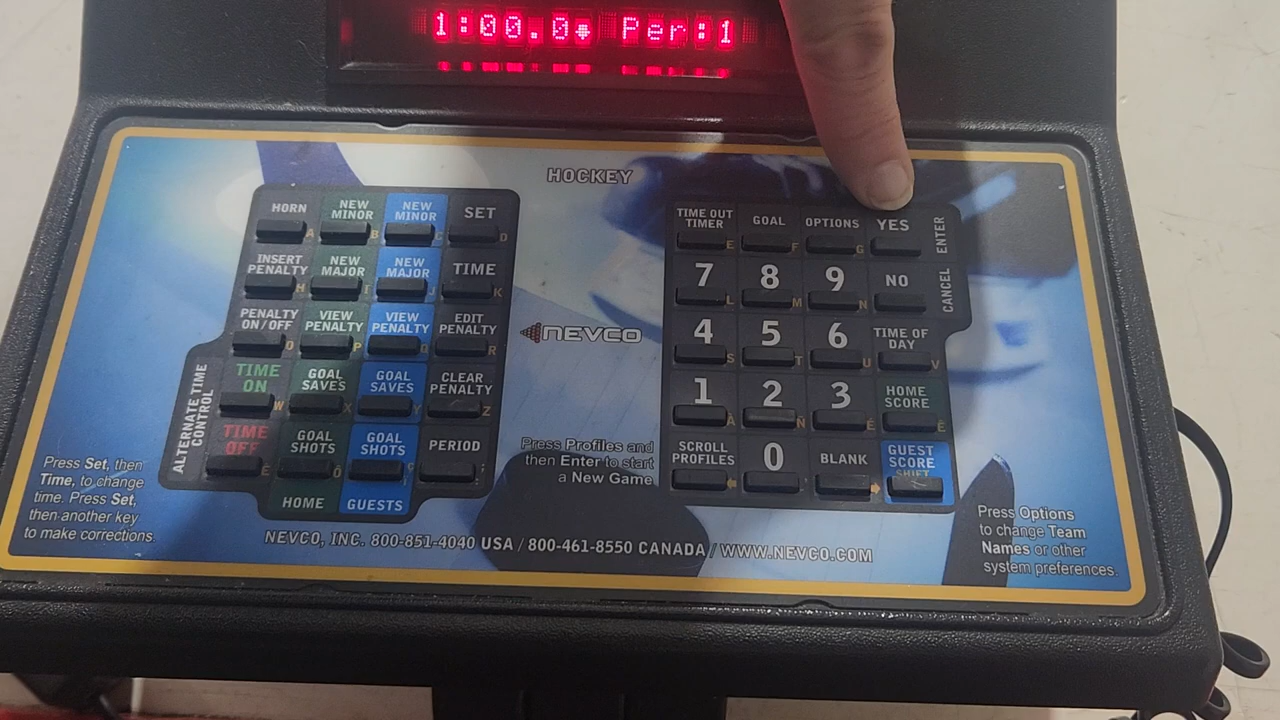 1:00.0* Per:1
HOCKEY
HORN A
NEW MINOR B
NEW MINOR
SET D
INSERT PENALTY H
NEW MAJOR I
NEW MAJOR
TIME K
PENALTY ON/OFF O
VIEW PENALTY P
VIEW PENALTY Q
EDIT PENALTY R
TIME ON W
GOAL SAVES X
GOAL SAVES Y
CLEAR PENALTY Z
TIME OFF
GOAL SHOTS
GOAL SHOTS
PERIOD
ALTERNATE TIME CONTROL
HOME
GUESTS
NEVCO
TIME OUT TIMER E
GOAL F
OPTIONS G
YES
ENTER
7 L
8 M
9 N
NO
CANCEL
4 S
5 T
6 U
TIME OF DAY V
1
2 Ñ
3
HOME SCORE
SCROLL PROFILES
0
BLANK
GUEST SCORE
SHIFT
Press Profiles and
then Enter to start
a New Game
Press Set, then
Time, to change
time. Press Set,
then another key
to make corrections.
Press Options
to change Team
Names or other
system preferences.
NEVCO, INC. 800-851-4040 USA / 800-461-8550 CANADA / WWW.NEVCO.COM